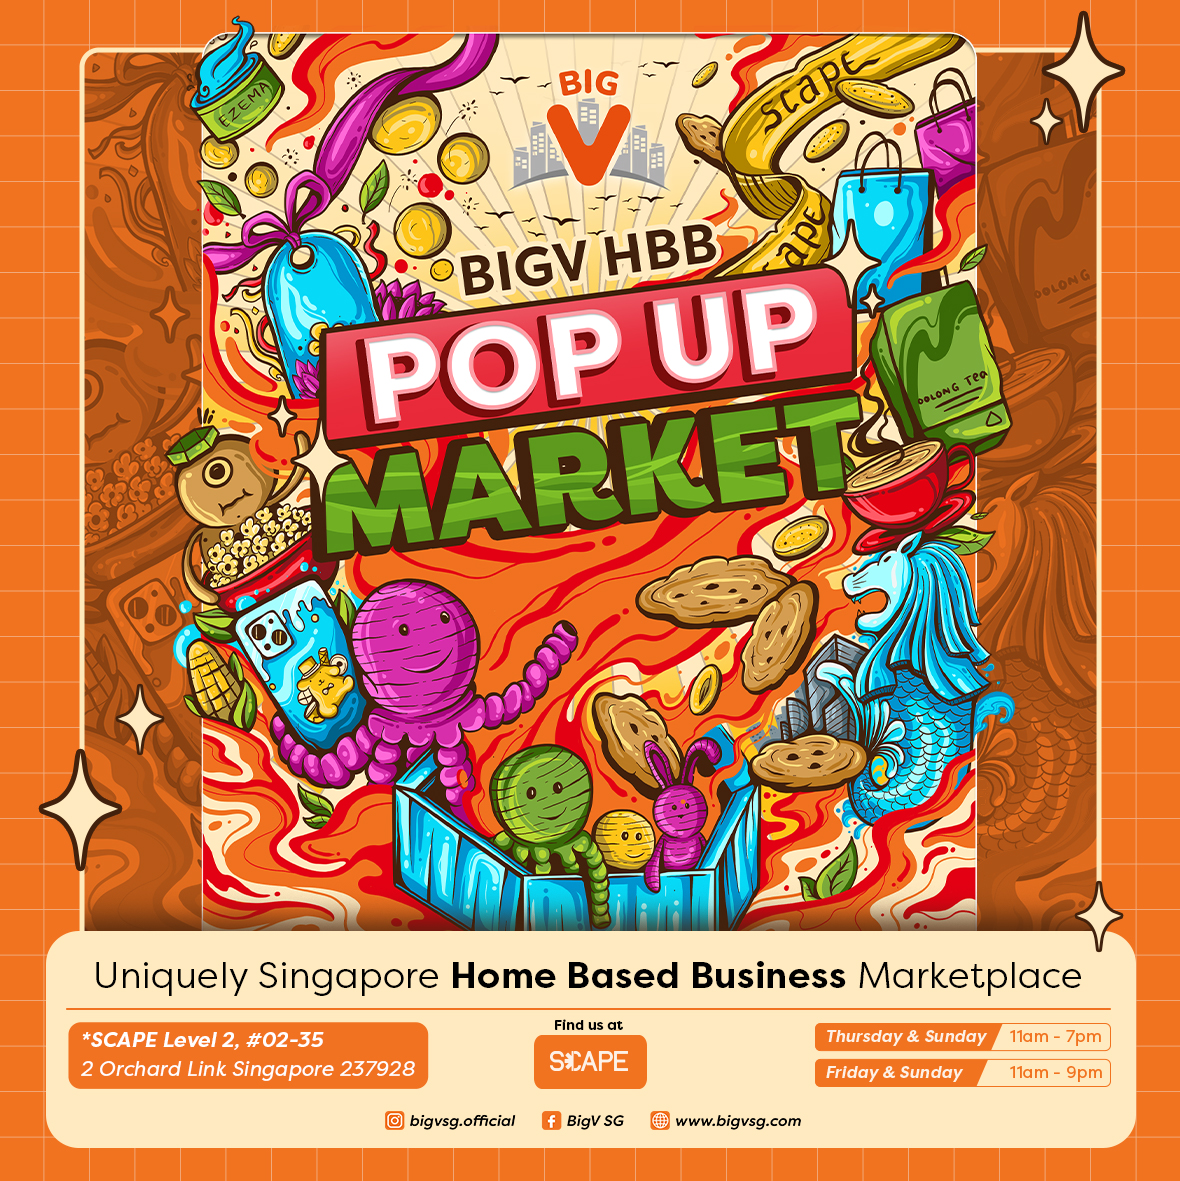 EZEMA
BIG
V
scape
scape
BIGV HBB
POP UP
MARKET
OOLONG TEA
OOLONG
Uniquely Singapore Home Based Business Marketplace
*SCAPE Level 2, #02-35
2 Orchard Link Singapore 237928
Find us at
SCAPE
Thursday & Sunday 11am - 7pm
Friday & Sunday 11am - 9pm
bigvsg.official BigV SG www.bigvsg.com